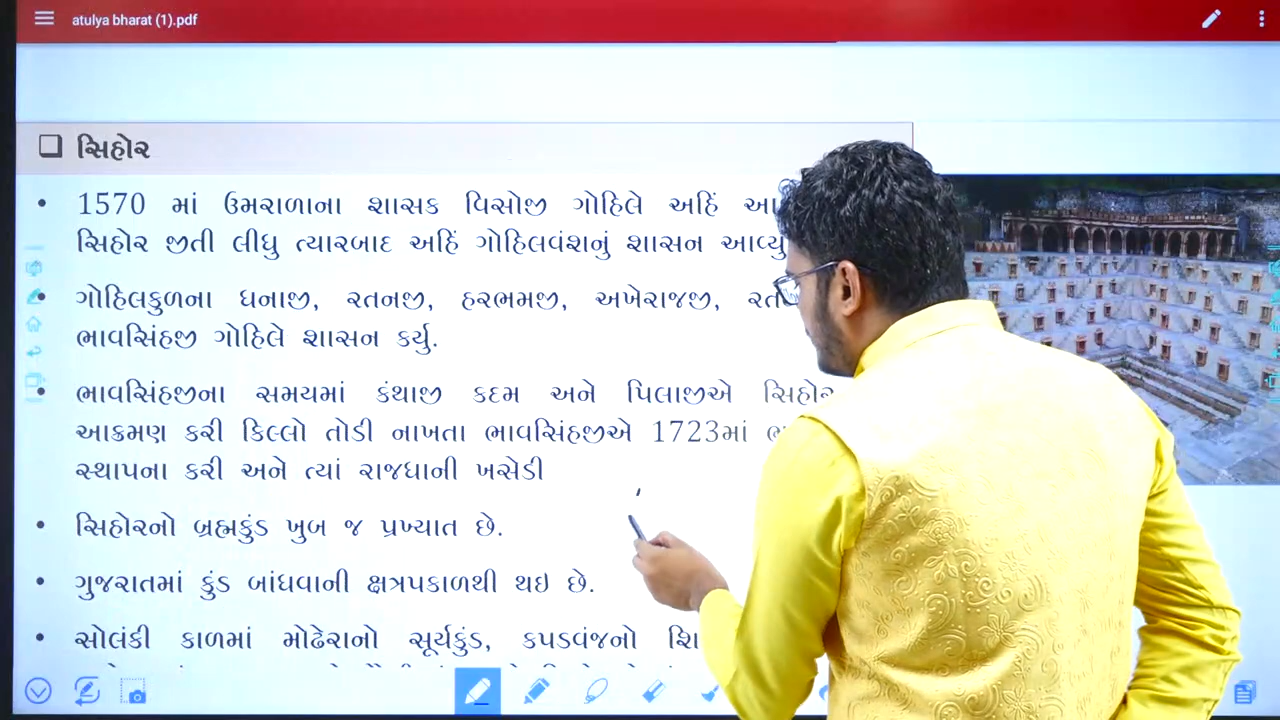 atulya bharat (1).pdf
❑ સિહોર
• 1570 માં ઉમરાળાના શાસક વિસોજી ગોહિલે અહિં
સિહોર જીતી લીધુ ત્યારબાદ અહિં ગોહિલવંશનું શાસન આવ્યુ
• ગોહિલકુળના ધનાજી, રતનજી, હરભમજી, અખેરાજજી,
ભાવસિંહજી ગોહિલે શાસન કર્યુ.
• ભાવસિંહજીના સમયમાં કંથાજી કદમ અને પિલાજીએ સિહોર
આક્રમણ કરી કિલ્લો તોડી નાખતા ભાવસિંહજીએ 1723માં
સ્થાપના કરી અને ત્યાં રાજધાની ખસેડી
• સિહોરનો બ્રહ્મકુંડ ખુબ જ પ્રખ્યાત છે.
• ગુજરાતમાં કુંડ બાંધવાની ક્ષત્રપકાળથી થઇ છે.
• સોલંકી કાળમાં મોઢેરાનો સૂર્યકુંડ, કપડવંજનો